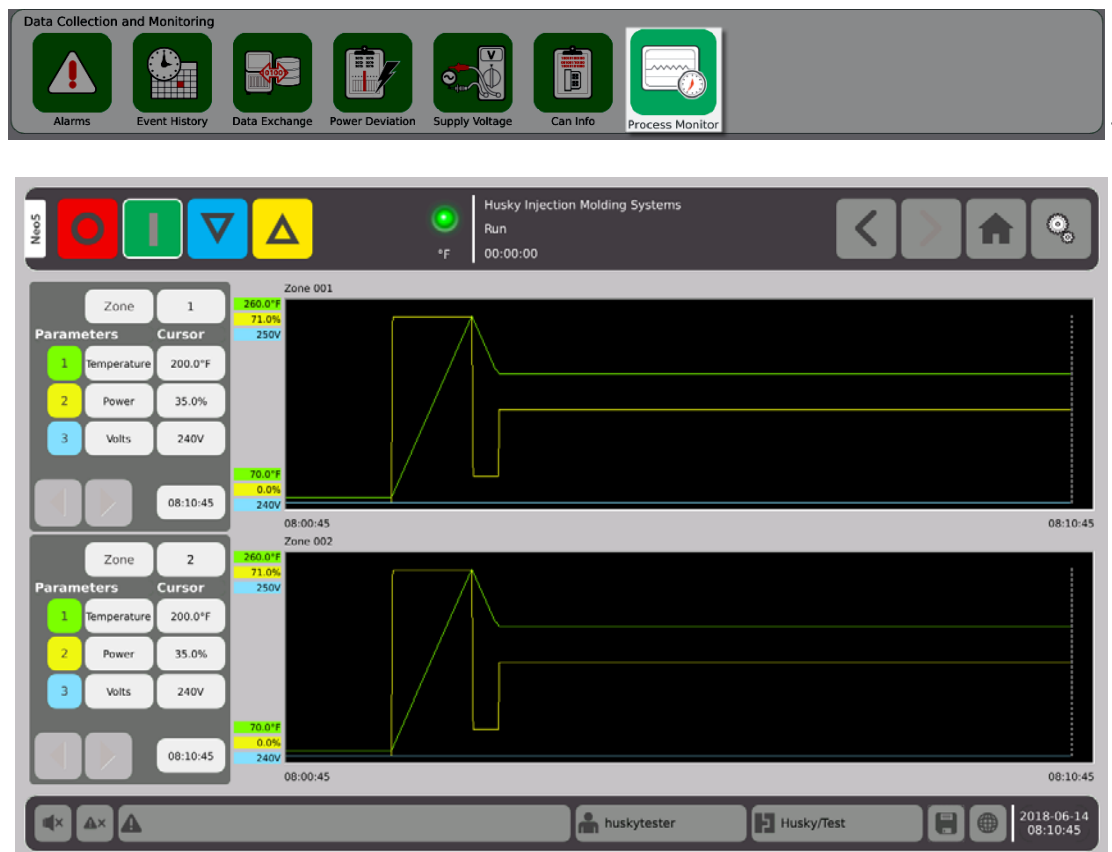 Data Collection and Monitoring
V
0100
Alarms Event History Data Exchange Power Deviation Supply Voltage Can Info Process Monitor
Neo5
Husky Injection Molding Systems
Run
°F 00:00:00
Zone 001
Zone 1
260.0°F
71.0%
250V
Parameters Cursor
1 Temperature 200.0°F
2 Power 35.0%
3 Volts 240V
70.0°F
0.0%
240V
08:10:45
08:00:45 08:10:45
Zone 002
Zone 2
260.0°F
71.0%
250V
Parameters Cursor
1 Temperature 200.0°F
2 Power 35.0%
3 Volts 240V
70.0°F
0.0%
240V
08:10:45
08:00:45 08:10:45
huskytester Husky/Test 2018-06-14
08:10:45